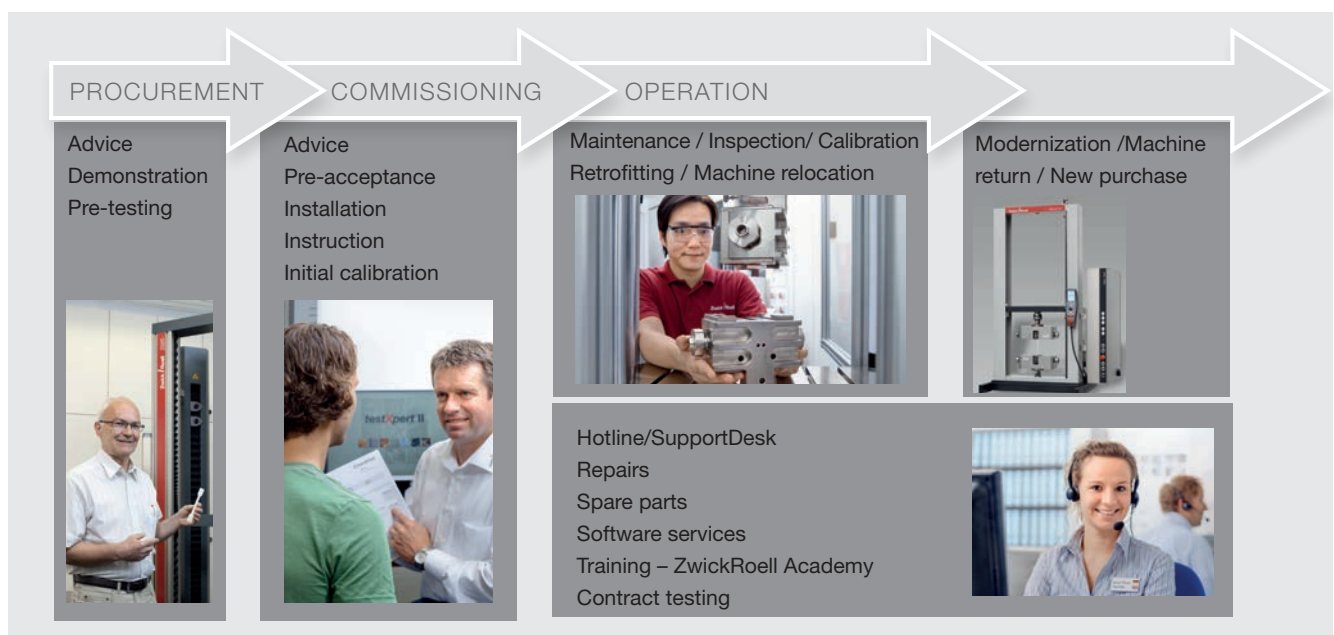 PROCUREMENT
COMMISSIONING
OPERATION
Advice
Demonstration
Pre-testing
Advice
Pre-acceptance
Installation
Instruction
Initial calibration
Maintenance / Inspection/ Calibration
Retrofitting / Machine relocation
Modernization /Machine
return / New purchase
testXpert II
Hotline/SupportDesk
Repairs
Spare parts
Software services
Training – ZwickRoell Academy
Contract testing